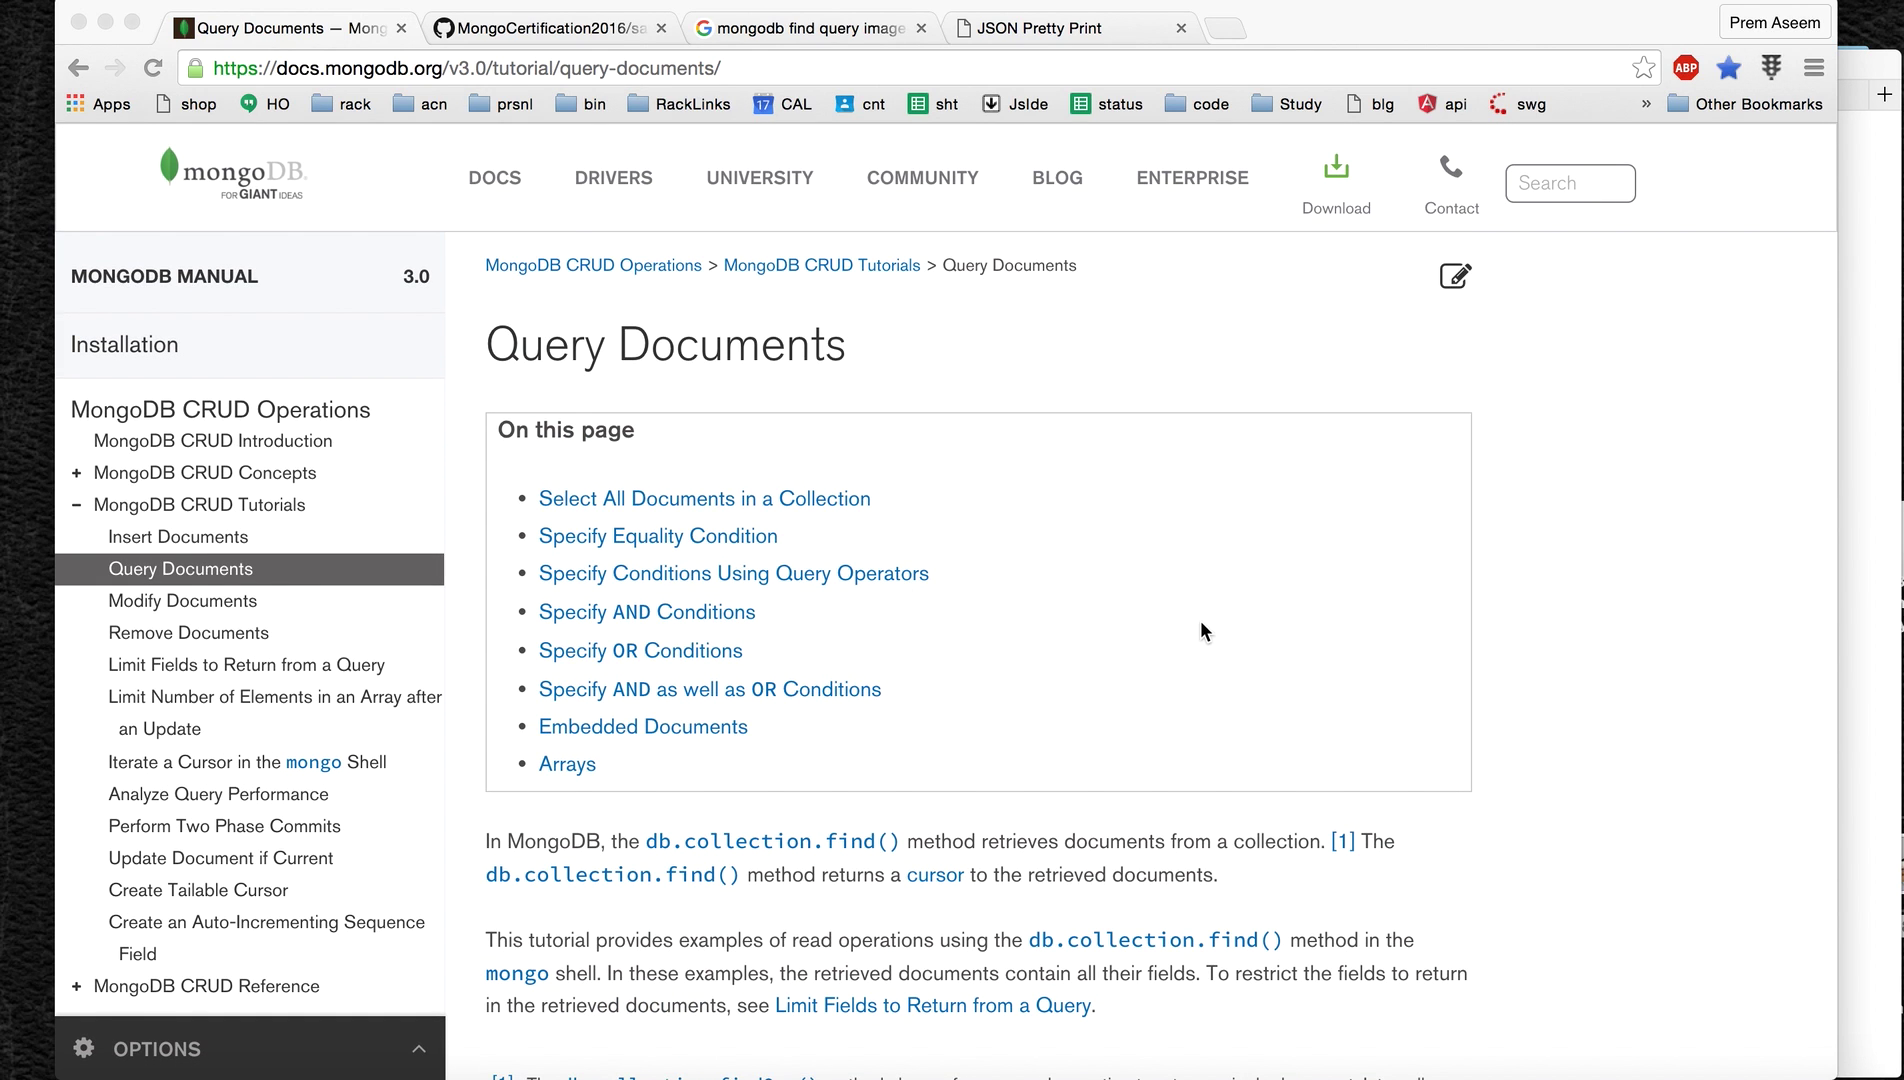 Query Documents — Mong
MongoCertification2016/sa
mongodb find query image
JSON Pretty Print
Prem Aseem
https://docs.mongodb.org/v3.0/tutorial/query-documents/
ABP
Apps shop HO rack acn prsnl bin RackLinks 17 CAL cnt sht JsIde status code Study blg api swg » Other Bookmarks
mongoDB.
FOR GIANT IDEAS
DOCS DRIVERS UNIVERSITY COMMUNITY BLOG ENTERPRISE
Download
Contact
Search
MONGODB MANUAL 3.0
Installation
MongoDB CRUD Operations
MongoDB CRUD Introduction
+ MongoDB CRUD Concepts
– MongoDB CRUD Tutorials
Insert Documents
Query Documents
Modify Documents
Remove Documents
Limit Fields to Return from a Query
Limit Number of Elements in an Array after
an Update
Iterate a Cursor in the mongo Shell
Analyze Query Performance
Perform Two Phase Commits
Update Document if Current
Create Tailable Cursor
Create an Auto-Incrementing Sequence
Field
+ MongoDB CRUD Reference
OPTIONS
MongoDB CRUD Operations > MongoDB CRUD Tutorials > Query Documents
Query Documents
On this page
• Select All Documents in a Collection
• Specify Equality Condition
• Specify Conditions Using Query Operators
• Specify AND Conditions
• Specify OR Conditions
• Specify AND as well as OR Conditions
• Embedded Documents
• Arrays
In MongoDB, the db.collection.find() method retrieves documents from a collection. [1] The
db.collection.find() method returns a cursor to the retrieved documents.
This tutorial provides examples of read operations using the db.collection.find() method in the
mongo shell. In these examples, the retrieved documents contain all their fields. To restrict the fields to return
in the retrieved documents, see Limit Fields to Return from a Query.